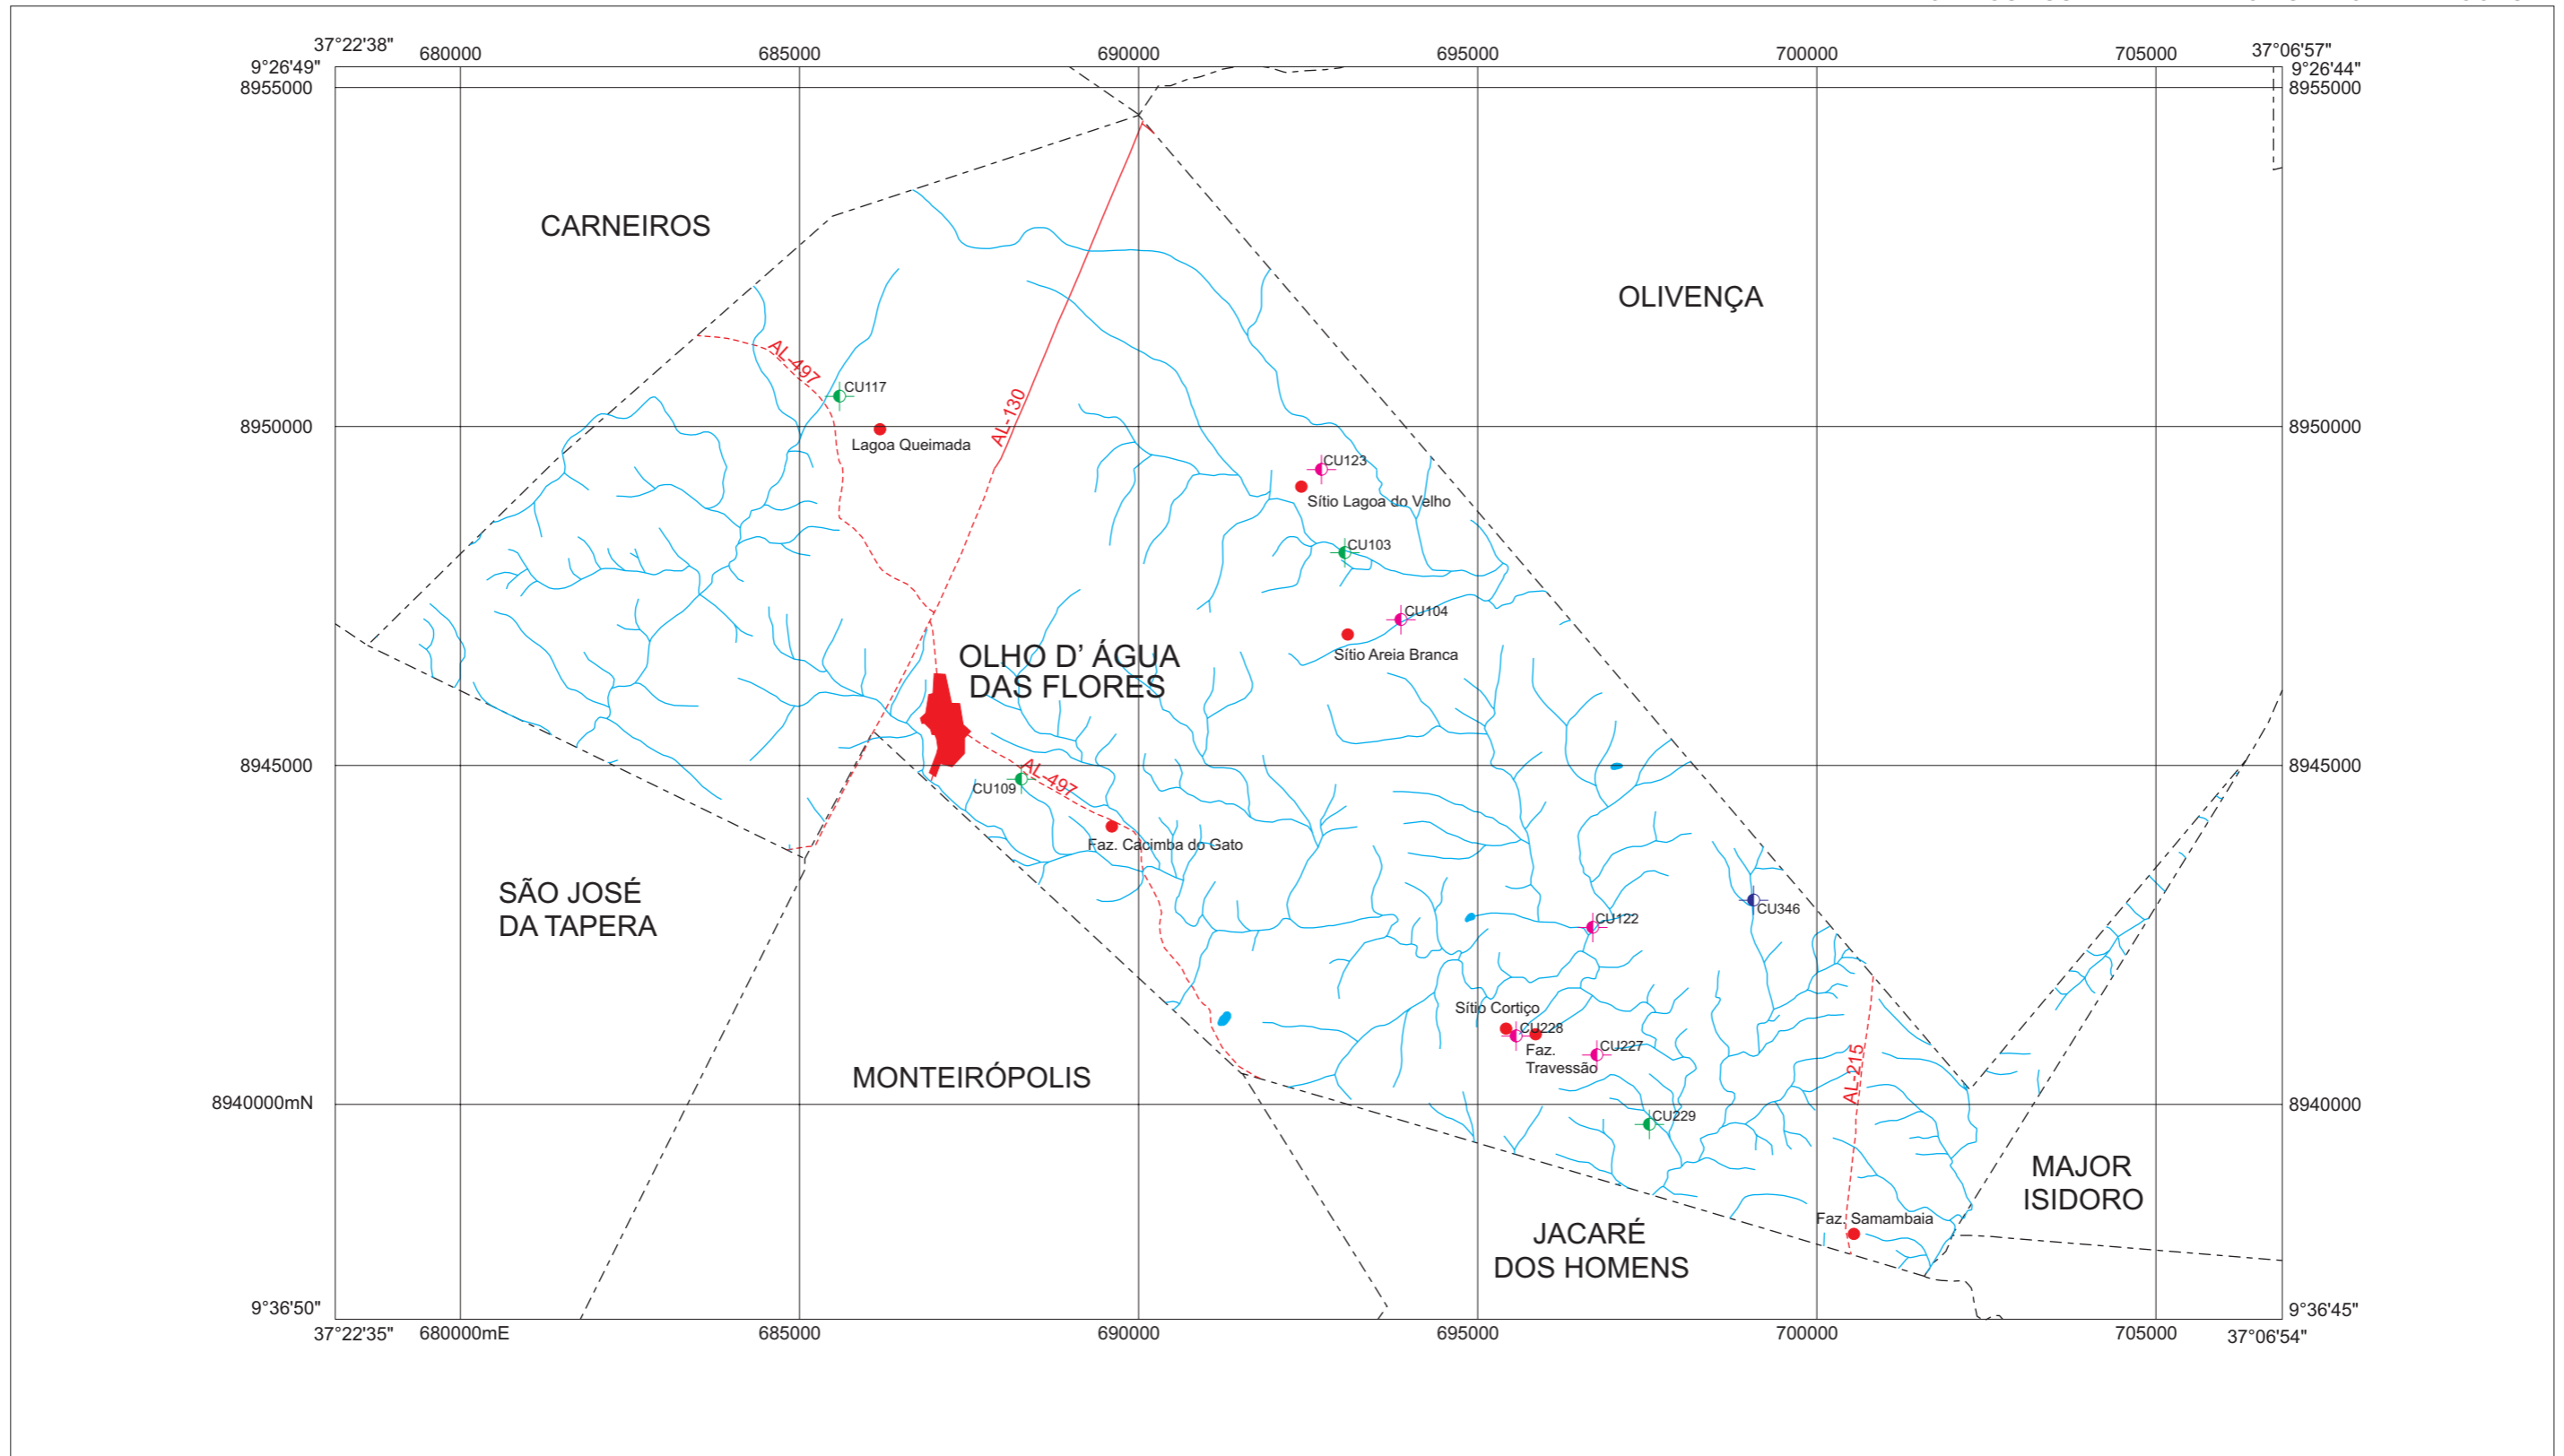 37°22'38"
680000
685000
690000
695000
700000
705000
37°06'57"
9°26'49"
9°26'44"
8955000
8955000
CARNEIROS
OLIVENÇA
AL-497
CU117
AL-130
8950000
8950000
Lagoa Queimada
CU123
Sítio Lagoa do Velho
CU103
CU104
OLHO D' ÁGUA
DAS FLORES
Sítio Areia Branca
8945000
8945000
AL-497
CU109
Faz. Cacimba do Gato
SÃO JOSÉ
DA TAPERA
CU346
CU122
Sítio Cortiço
CU228
CU227
Faz.
Travessão
MONTEIRÓPOLIS
AL-215
8940000mN
8940000
CU229
MAJOR
ISIDORO
Faz. Samambaia
JACARÉ
DOS HOMENS
9°36'50"
9°36'45"
37°22'35"
680000mE
685000
690000
695000
700000
705000
37°06'54"